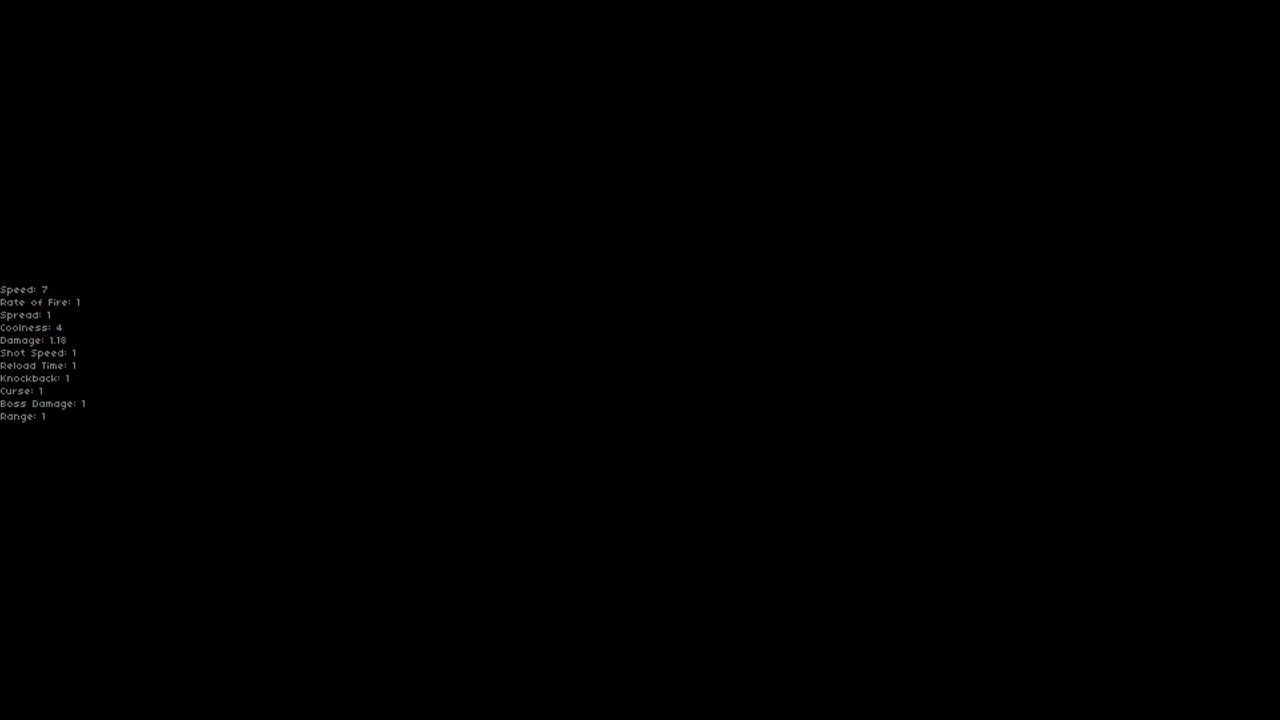 Speed: 7
Rate of Fire: 1
Spread: 1
Coolness: 4
Damage: 1.18
Shot Speed: 1
Reload Time: 1
Knockback: 1
Curse: 1
Boss Damage: 1
Range: 1